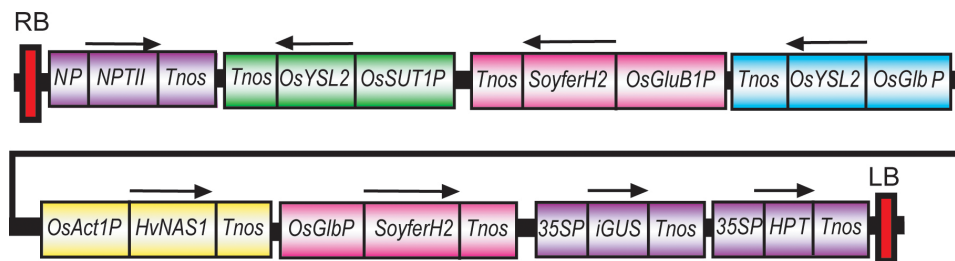 RB
NP NPTII Tnos Tnos OsYSL2 OsSUT1P Tnos SoyferH2 OsGluB1P Tnos OsYSL2 OsGlb P
LB
OsAct1P HvNAS1 Tnos OsGlbP SoyferH2 Tnos 35SP iGUS Tnos 35SP HPT Tnos